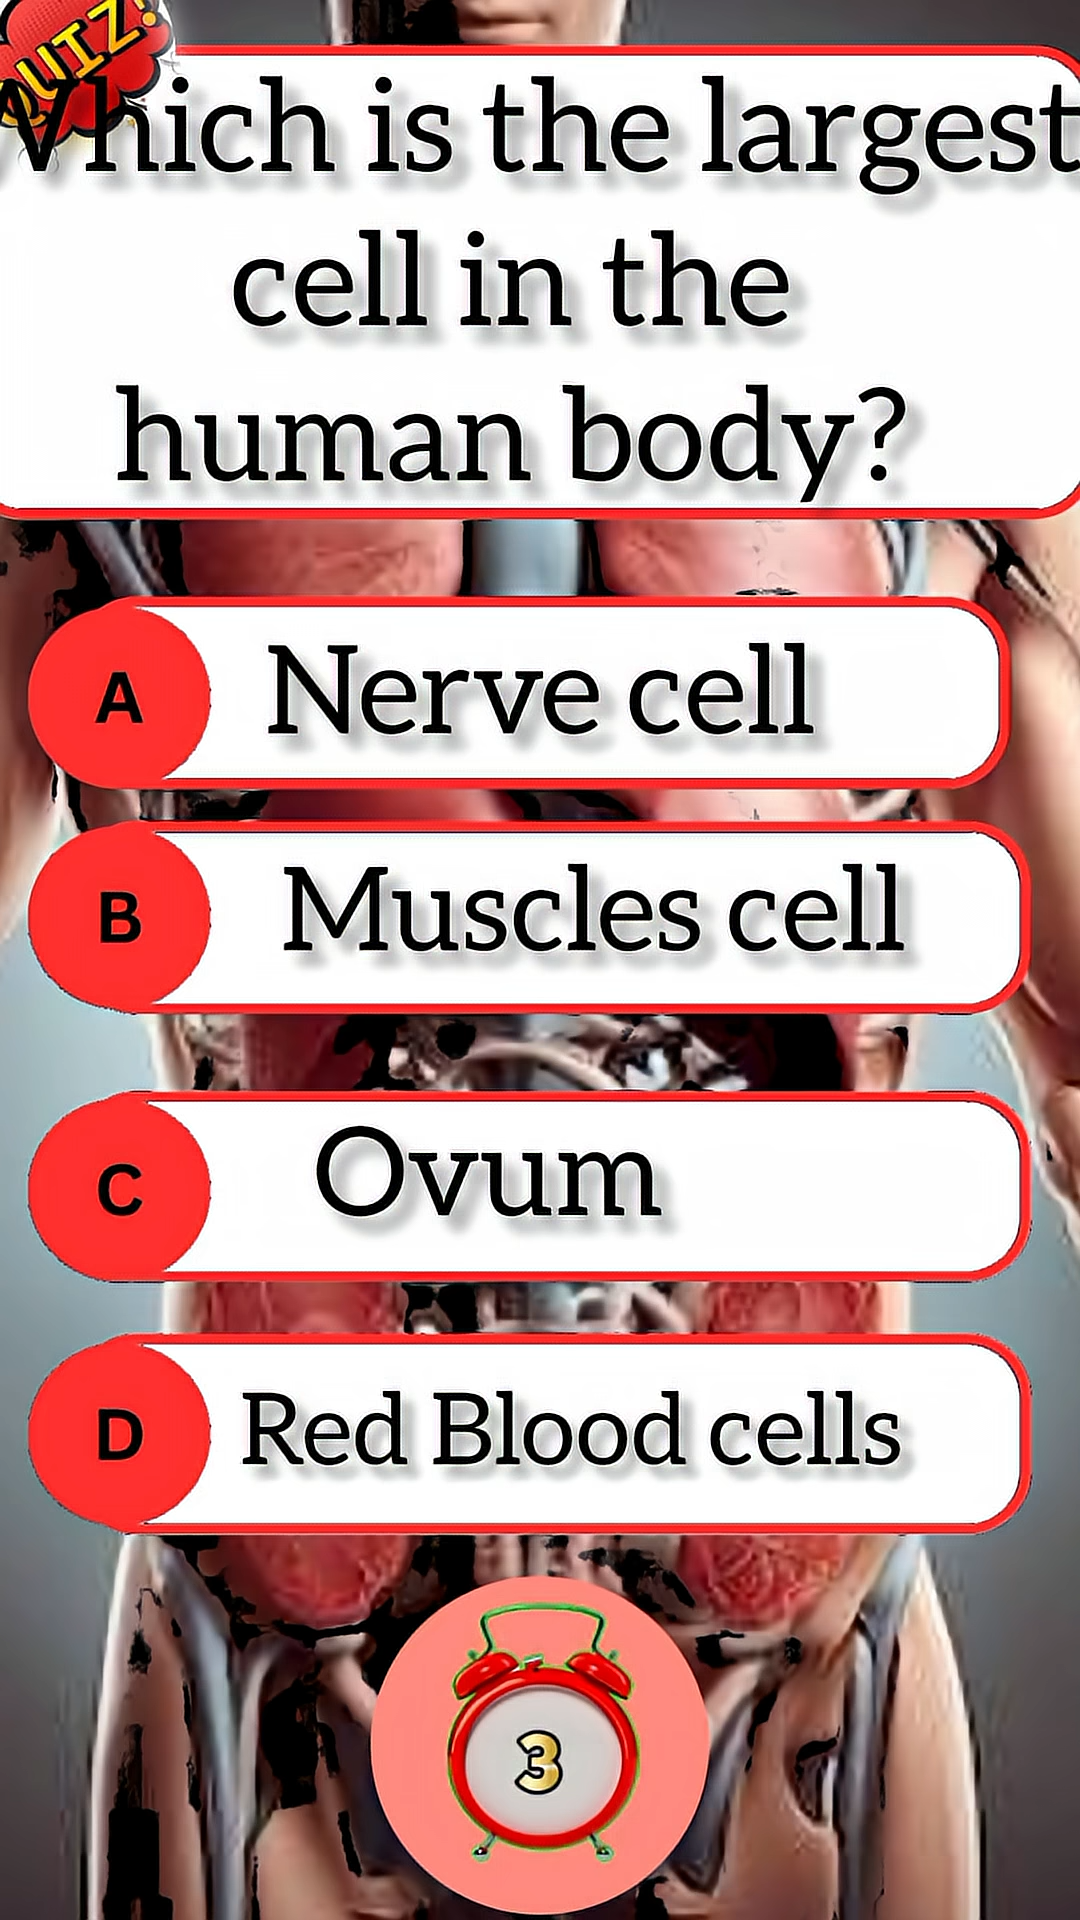 QUIZ!
Which is the largest
cell in the
human body?
A Nerve cell
B Muscles cell
C Ovum
D Red Blood cells
3